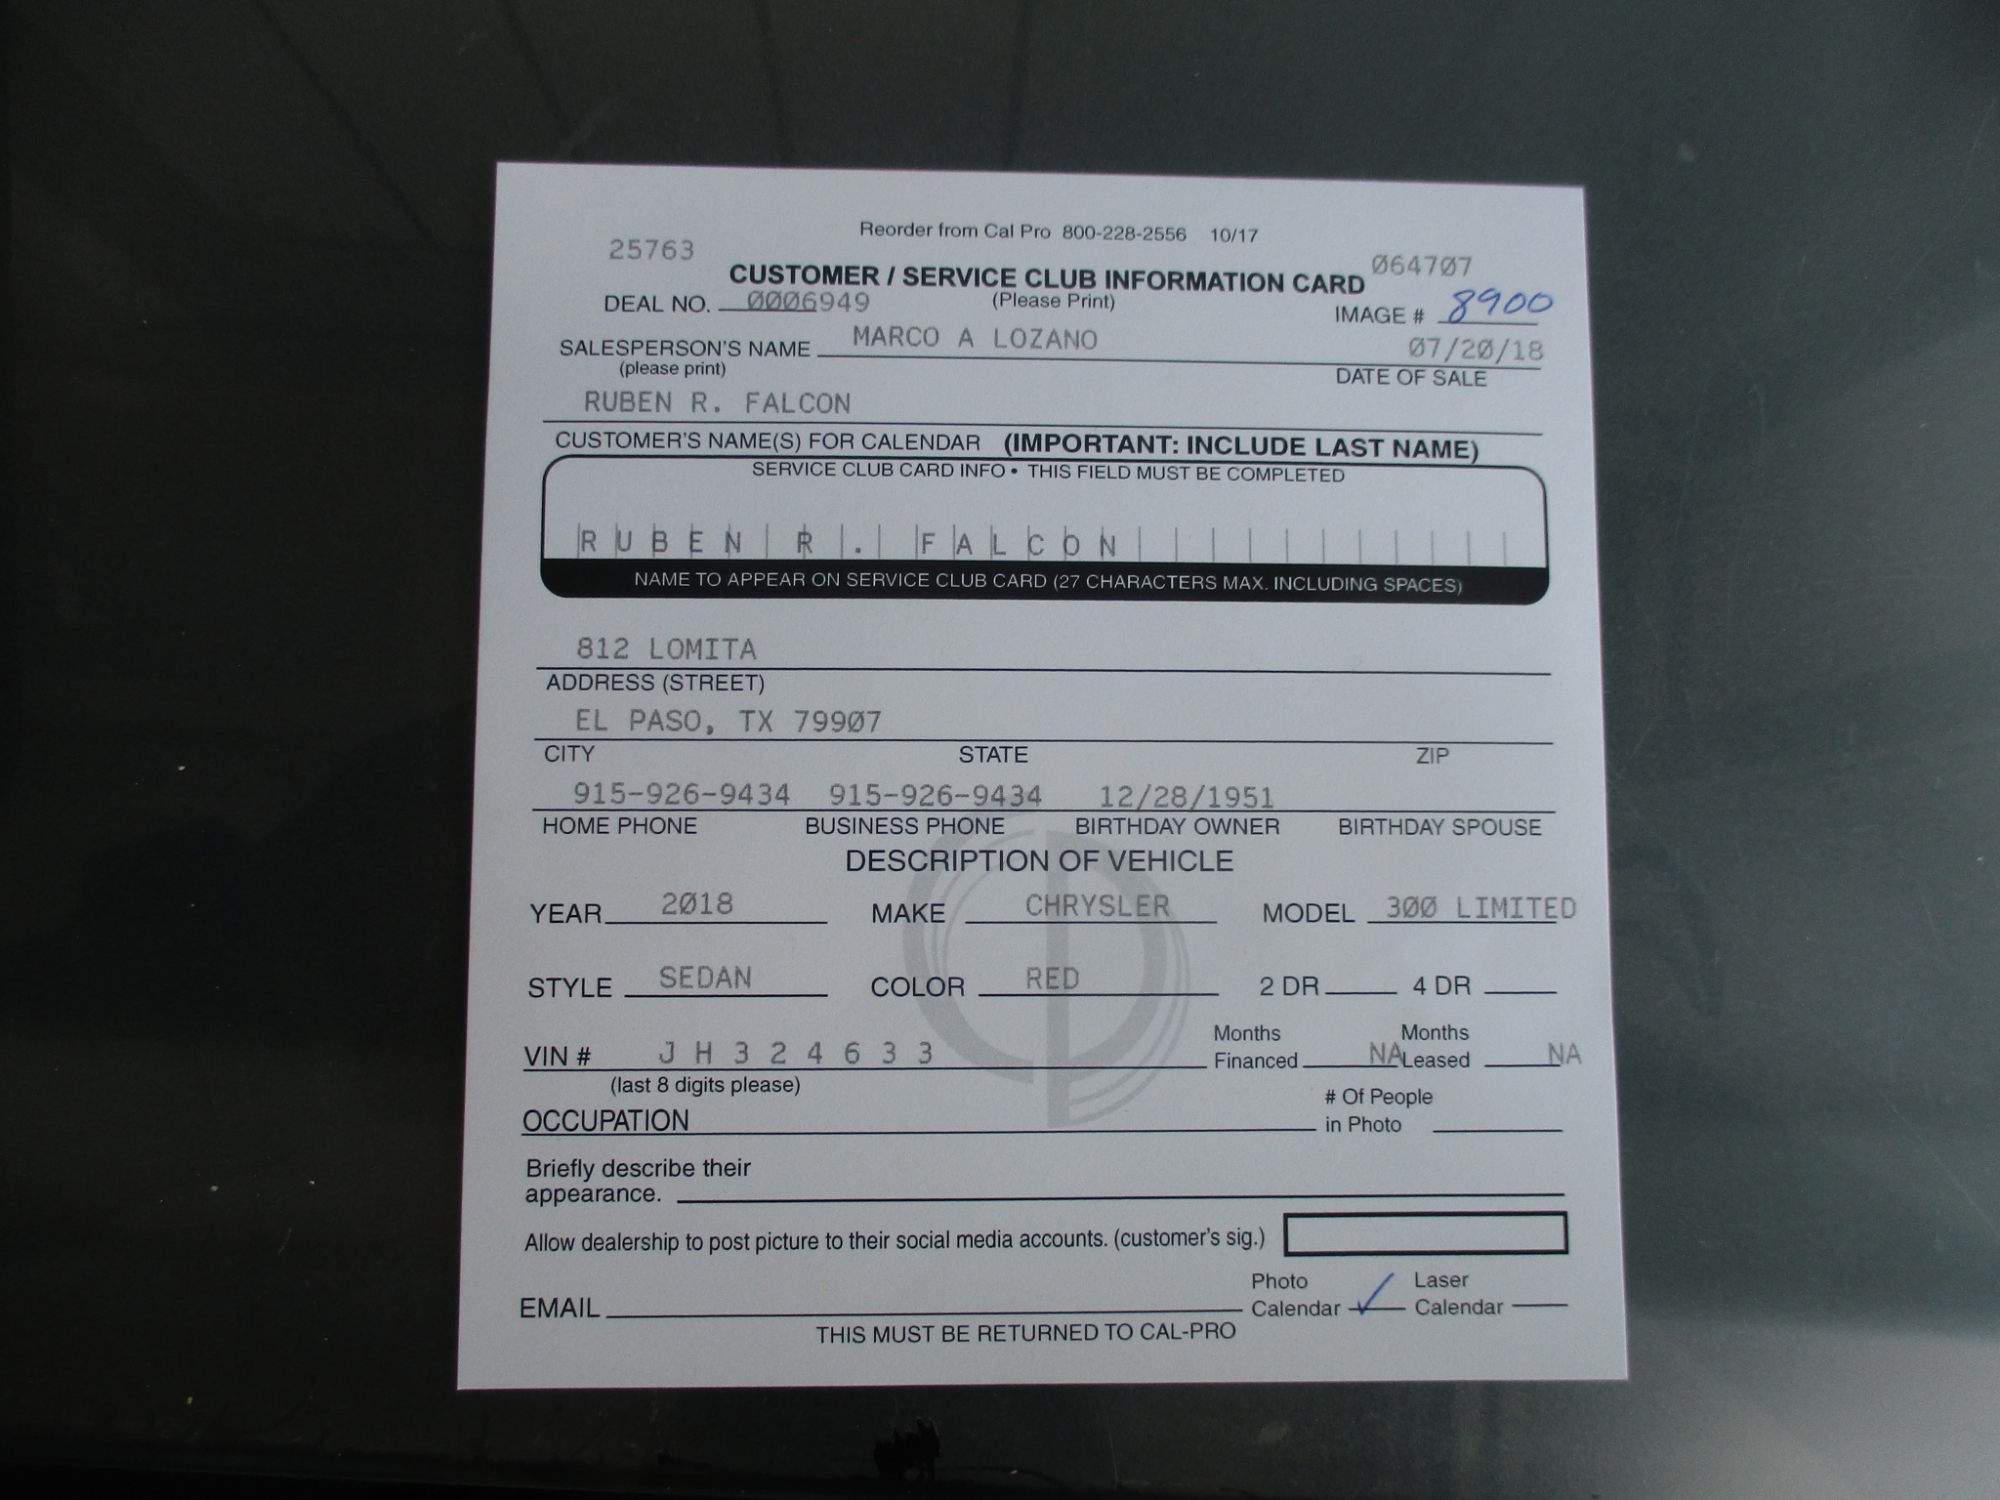 Reorder from Cal Pro 800-228-2556 10/17
25763
064707
CUSTOMER / SERVICE CLUB INFORMATION CARD
DEAL NO. 0006949 (Please Print) IMAGE # 8900
SALESPERSON'S NAME MARCO A LOZANO 07/20/18
(please print) DATE OF SALE
RUBEN R. FALCON
CUSTOMER'S NAME(S) FOR CALENDAR (IMPORTANT: INCLUDE LAST NAME)
SERVICE CLUB CARD INFO • THIS FIELD MUST BE COMPLETED
RUBEN R. FALCON
NAME TO APPEAR ON SERVICE CLUB CARD (27 CHARACTERS MAX. INCLUDING SPACES)
812 LOMITA
ADDRESS (STREET)
EL PASO, TX 79907
CITY STATE ZIP
915-926-9434 915-926-9434 12/28/1951
HOME PHONE BUSINESS PHONE BIRTHDAY OWNER BIRTHDAY SPOUSE
DESCRIPTION OF VEHICLE
YEAR 2018 MAKE CHRYSLER MODEL 300 LIMITED
STYLE SEDAN COLOR RED 2 DR 4 DR
Months Months
VIN # JH324633 Financed NA Leased NA
(last 8 digits please)
# Of People
OCCUPATION in Photo
Briefly describe their
appearance.
Allow dealership to post picture to their social media accounts. (customer's sig.)
Photo Laser
EMAIL Calendar ✓ Calendar
THIS MUST BE RETURNED TO CAL-PRO